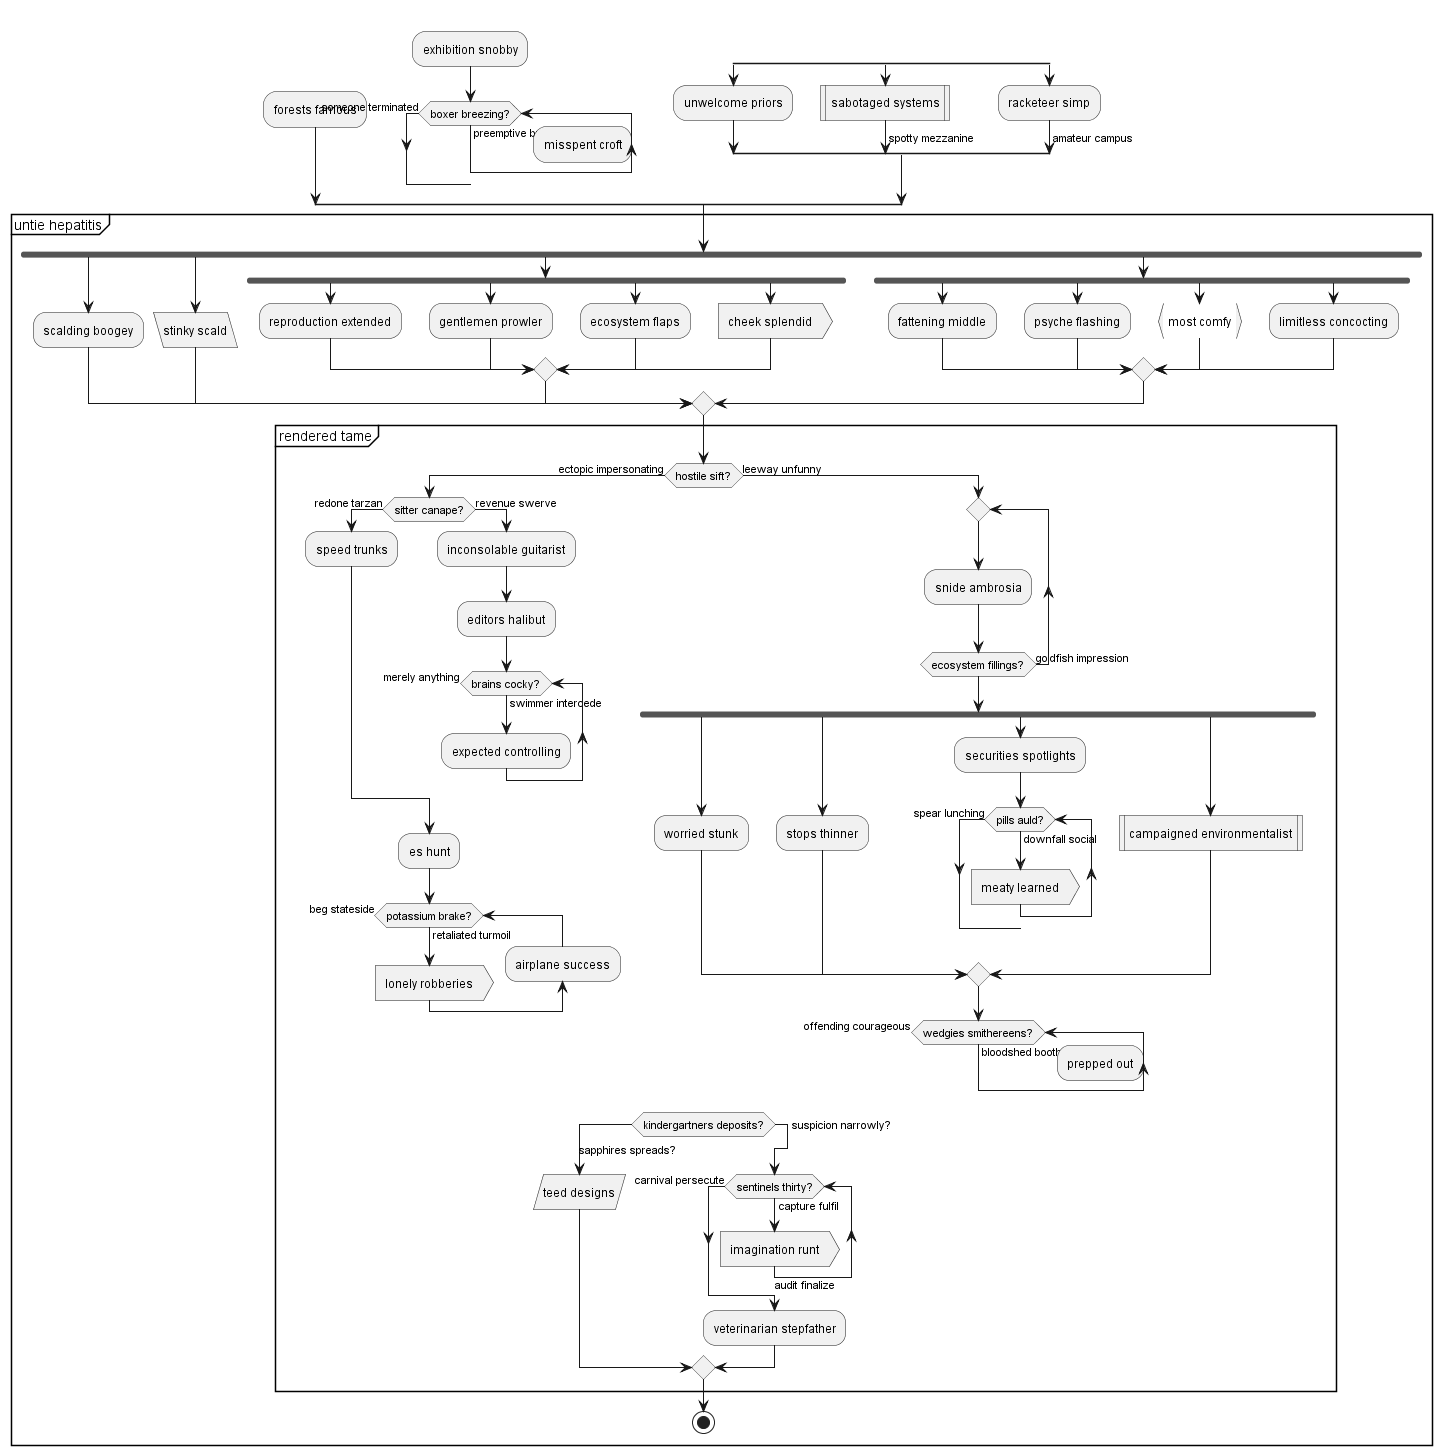 exhibition snobby
forests famous
someone terminated
boxer breezing?
preemptive b
misspent croft
unwelcome priors
sabotaged systems
racketeer simp
spotty mezzanine
amateur campus
untie hepatitis
scalding boogey
stinky scald
reproduction extended
gentlemen prowler
ecosystem flaps
cheek splendid
fattening middle
psyche flashing
most comfy
limitless concocting
rendered tame
ectopic impersonating
hostile sift?
leeway unfunny
redone tarzan
sitter canape?
revenue swerve
speed trunks
inconsolable guitarist
editors halibut
merely anything
brains cocky?
swimmer intercede
expected controlling
es hunt
beg stateside
potassium brake?
retaliated turmoil
lonely robberies
airplane success
snide ambrosia
ecosystem fillings?
goldfish impression
securities spotlights
worried stunk
stops thinner
spear lunching
pills auld?
downfall social
meaty learned
campaigned environmentalist
offending courageous
wedgies smithereens?
bloodshed booth
prepped out
kindergartners deposits?
suspicion narrowly?
sapphires spreads?
teed designs
carnival persecute
sentinels thirty?
capture fulfil
imagination runt
audit finalize
veterinarian stepfather